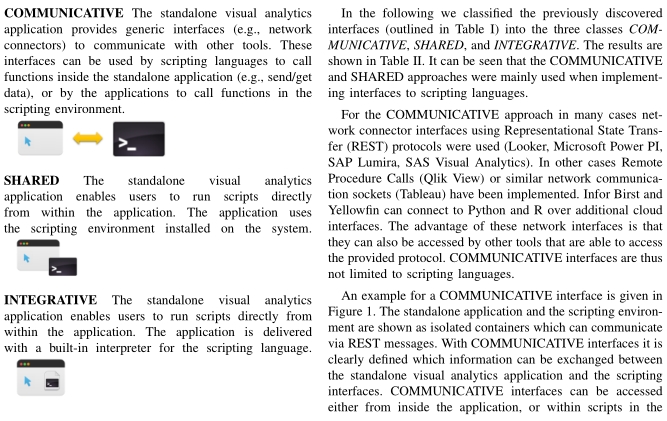 COMMUNICATIVE The standalone visual analytics
application provides generic interfaces (e.g., network
connectors) to communicate with other tools. These
interfaces can be used by scripting languages to call
functions inside the standalone application (e.g., send/get
data), or by the applications to call functions in the
scripting environment.
>_
SHARED The standalone visual analytics
application enables users to run scripts directly
from within the application. The application uses
the scripting environment installed on the system.
>_
INTEGRATIVE The standalone visual analytics
application enables users to run scripts directly from
within the application. The application is delivered
with a built-in interpreter for the scripting language.
>_
In the following we classified the previously discovered
interfaces (outlined in Table I) into the three classes COM-
MUNICATIVE, SHARED, and INTEGRATIVE. The results are
shown in Table II. It can be seen that the COMMUNICATIVE
and SHARED approaches were mainly used when implement-
ing interfaces to scripting languages.
For the COMMUNICATIVE approach in many cases net-
work connector interfaces using Representational State Trans-
fer (REST) protocols were used (Looker, Microsoft Power PI,
SAP Lumira, SAS Visual Analytics). In other cases Remote
Procedure Calls (Qlik View) or similar network communica-
tion sockets (Tableau) have been implemented. Infor Birst and
Yellowfin can connect to Python and R over additional cloud
interfaces. The advantage of these network interfaces is that
they can also be accessed by other tools that are able to access
the provided protocol. COMMUNICATIVE interfaces are thus
not limited to scripting languages.
An example for a COMMUNICATIVE interface is given in
Figure 1. The standalone application and the scripting environ-
ment are shown as isolated containers which can communicate
via REST messages. With COMMUNICATIVE interfaces it is
clearly defined which information can be exchanged between
the standalone visual analytics application and the scripting
interfaces. COMMUNICATIVE interfaces can be accessed
either from inside the application, or within scripts in the